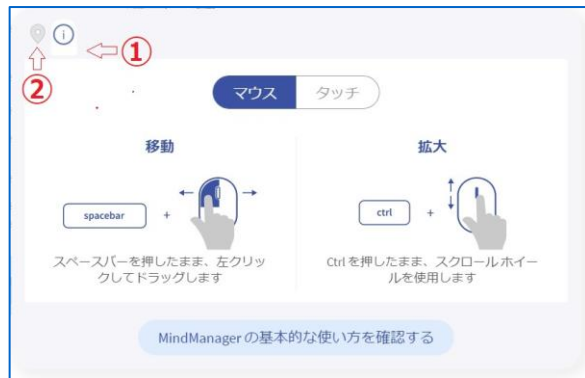 ①
②
マウス タッチ
移動 拡大
spacebar + ctrl +
スペースバーを押したまま、左クリッ
クしてドラッグします
Ctrlを押したまま、スクロールホイー
ルを使用します
MindManagerの基本的な使い方を確認する